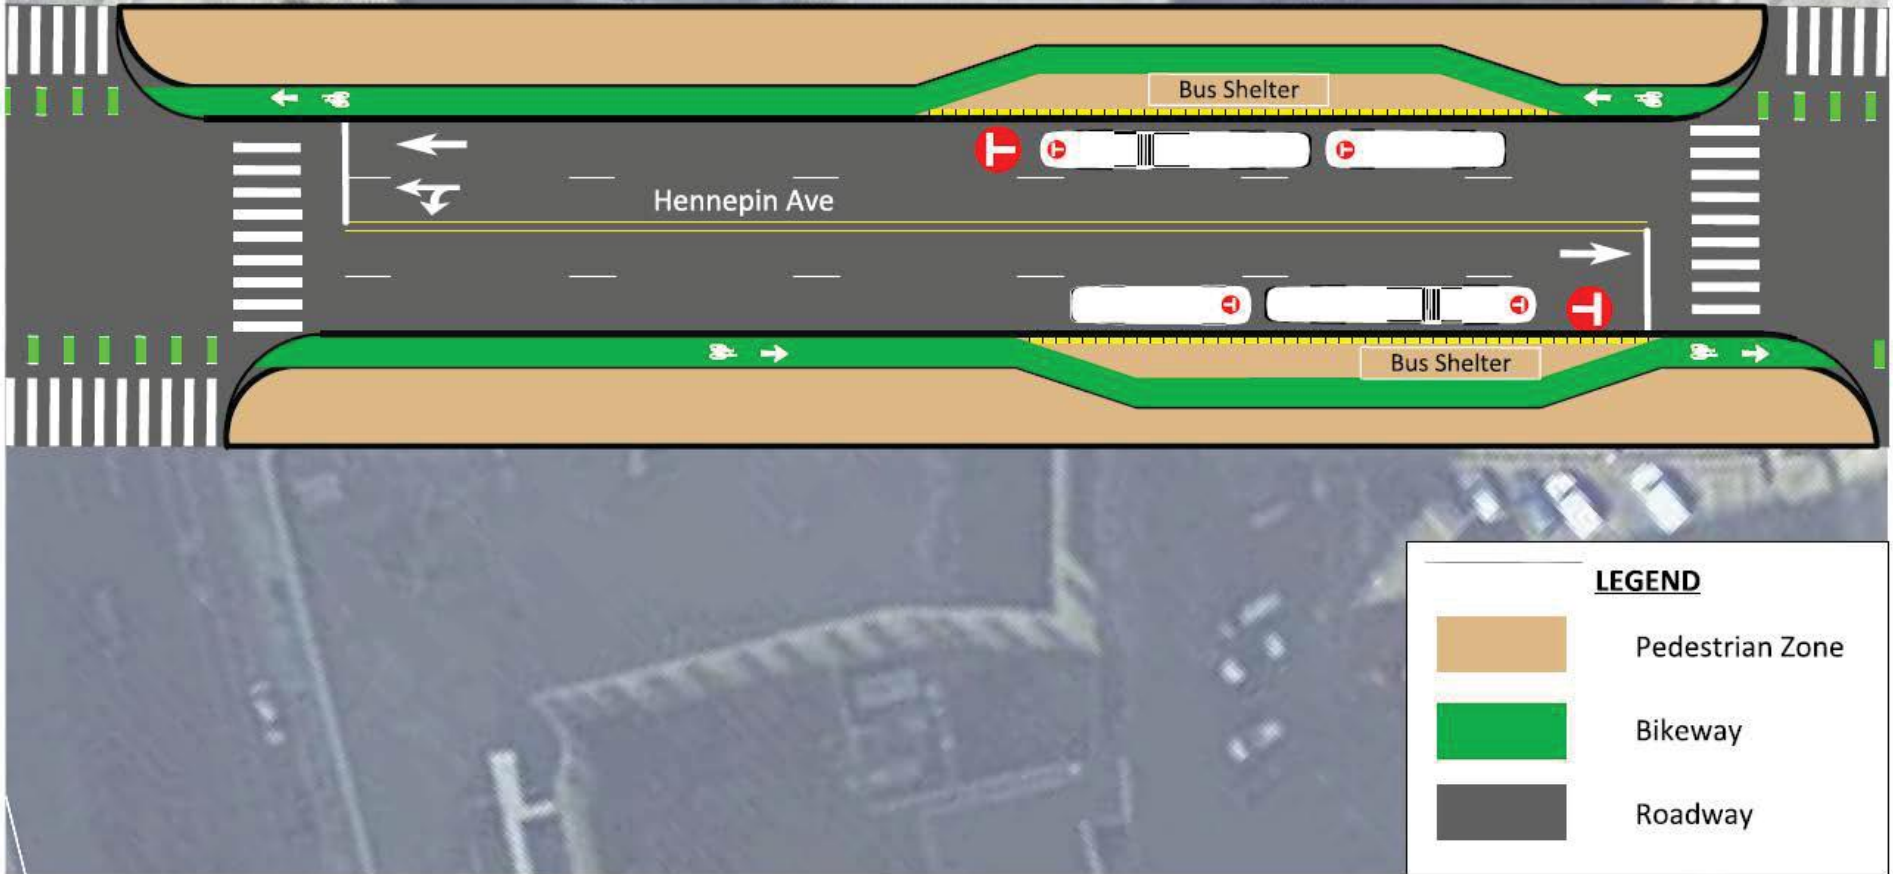 Bus Shelter
Hennepin Ave
Bus Shelter
LEGEND
Pedestrian Zone
Bikeway
Roadway